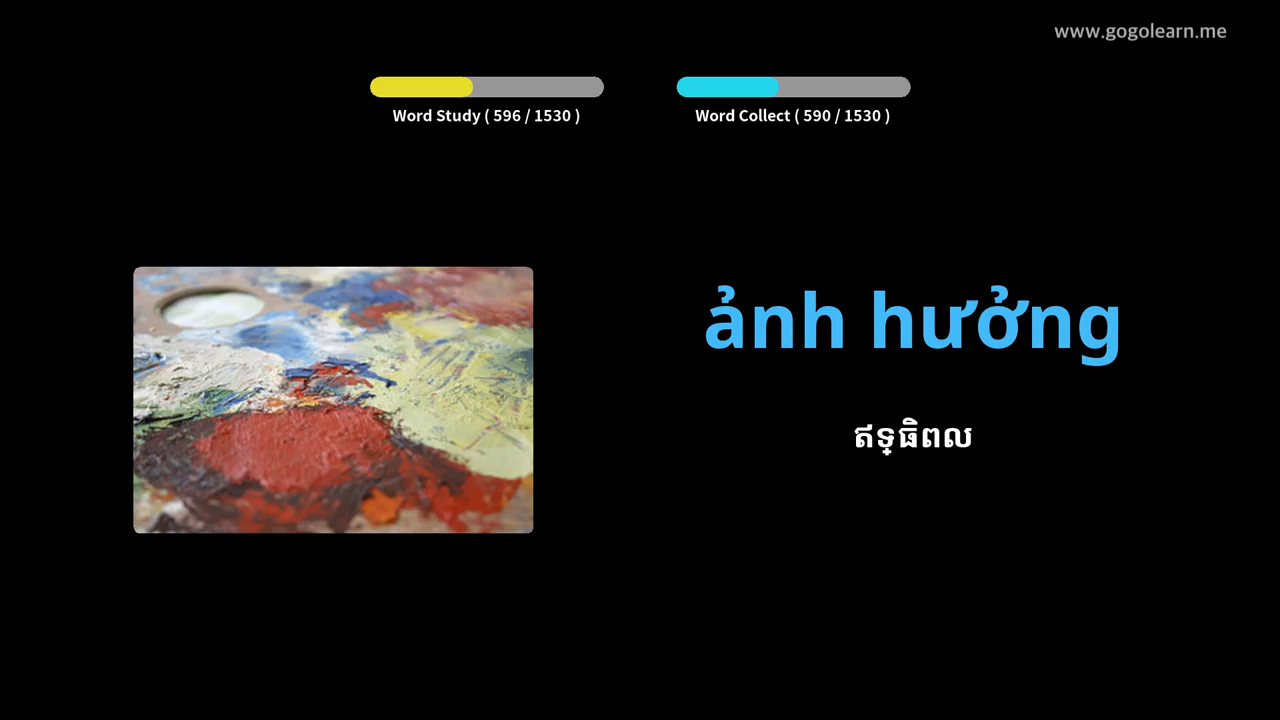 www.gogolearn.me
Word Study ( 596 / 1530 )
Word Collect ( 590 / 1530 )
ảnh hưởng
ឥទ្ធិពល